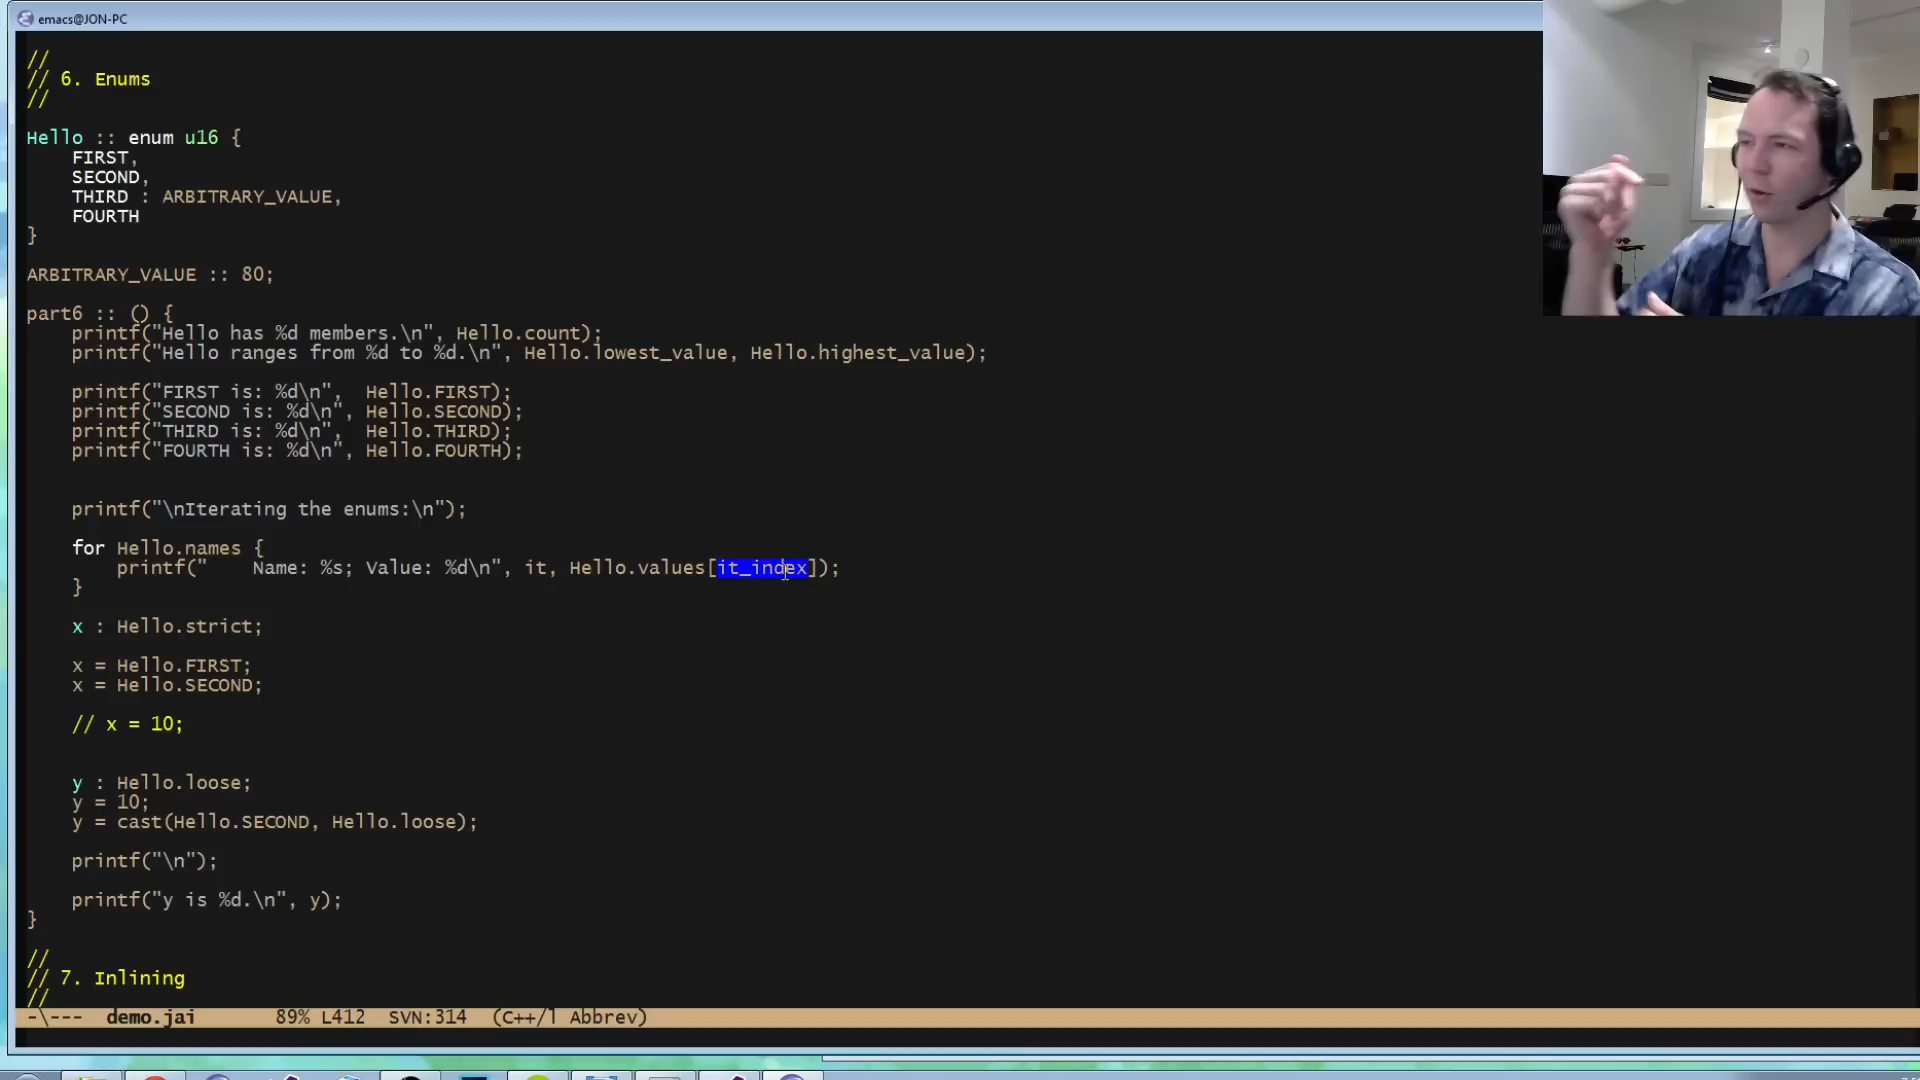 emacs@JON-PC
//
// 6. Enums
//
Hello :: enum u16 {
    FIRST,
    SECOND,
    THIRD : ARBITRARY_VALUE,
    FOURTH
}
ARBITRARY_VALUE :: 80;
part6 :: () {
    printf("Hello has %d members.\n", Hello.count);
    printf("Hello ranges from %d to %d.\n", Hello.lowest_value, Hello.highest_value);
    printf("FIRST is: %d\n",  Hello.FIRST);
    printf("SECOND is: %d\n", Hello.SECOND);
    printf("THIRD is: %d\n",  Hello.THIRD);
    printf("FOURTH is: %d\n", Hello.FOURTH);
    printf("\nIterating the enums:\n");
    for Hello.names {
        printf("    Name: %s; Value: %d\n", it, Hello.values[it_index]);
    }
    x : Hello.strict;
    x = Hello.FIRST;
    x = Hello.SECOND;
    // x = 10;
    y : Hello.loose;
    y = 10;
    y = cast(Hello.SECOND, Hello.loose);
    printf("\n");
    printf("y is %d.\n", y);
}
//
// 7. Inlining
//
-\---  demo.jai       89% L412  SVN:314  (C++/l Abbrev)